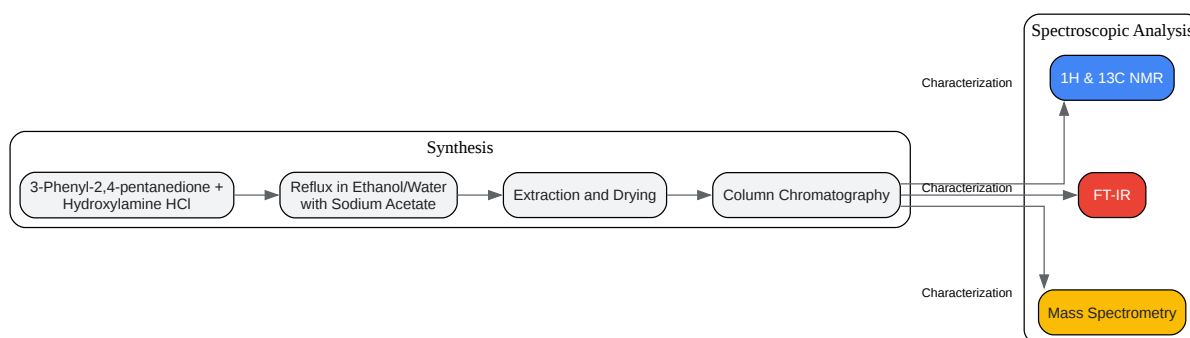 Spectroscopic Analysis
1H & 13C NMR
Characterization
Synthesis
3-Phenyl-2,4-pentanedione +
Hydroxylamine HCl
Reflux in Ethanol/Water
with Sodium Acetate
Extraction and Drying
Column Chromatography
Characterization
FT-IR
Characterization
Mass Spectrometry